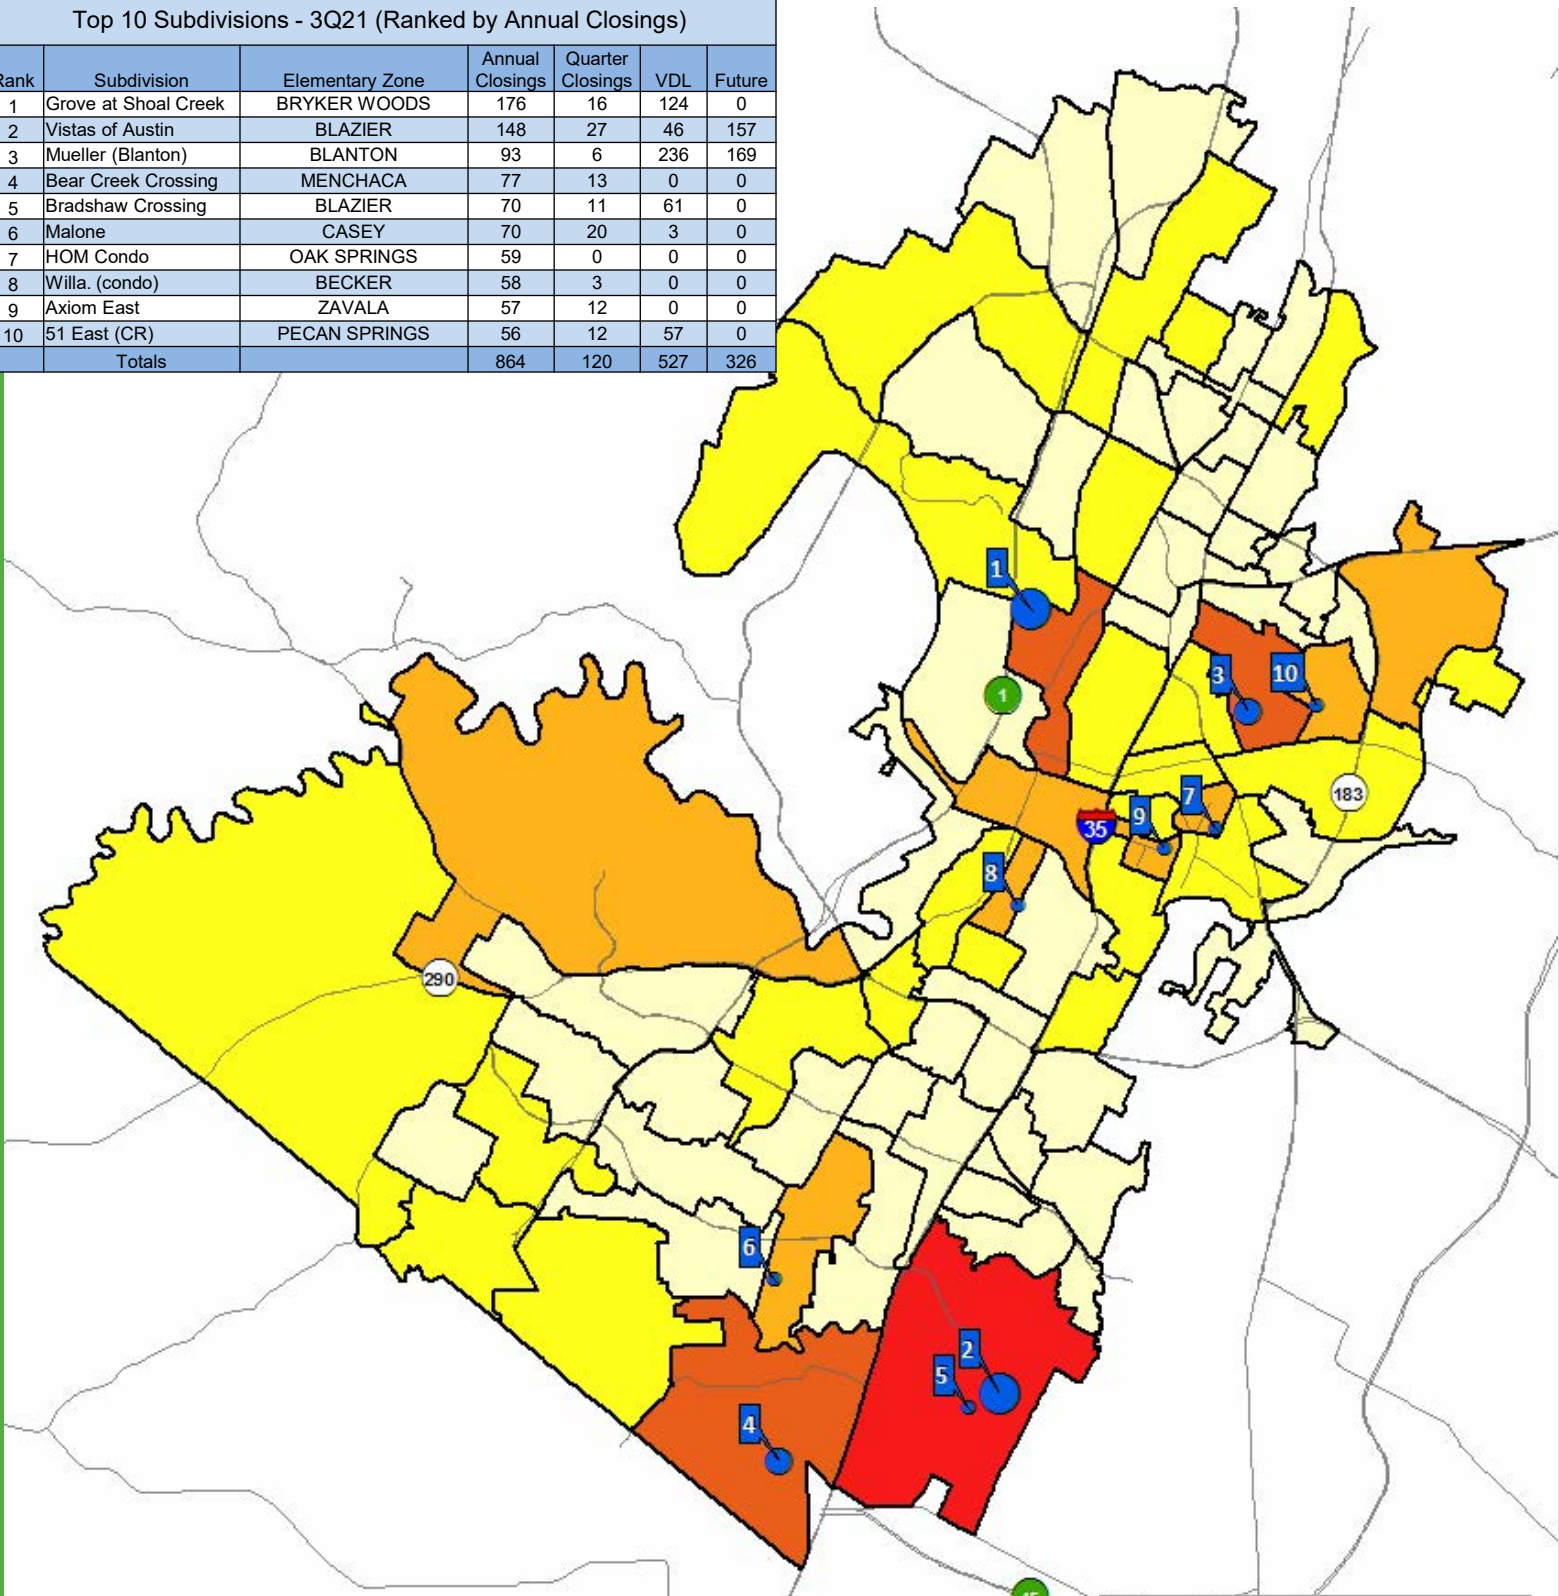 Top 10 Subdivisions - 3Q21 (Ranked by Annual Closings)
Rank Subdivision Elementary Zone Annual Closings Quarter Closings VDL Future
1 Grove at Shoal Creek BRYKER WOODS 176 16 124 0
2 Vistas of Austin BLAZIER 148 27 46 157
3 Mueller (Blanton) BLANTON 93 6 236 169
4 Bear Creek Crossing MENCHACA 77 13 0 0
5 Bradshaw Crossing BLAZIER 70 11 61 0
6 Malone CASEY 70 20 3 0
7 HOM Condo OAK SPRINGS 59 0 0 0
8 Willa. (condo) BECKER 58 3 0 0
9 Axiom East ZAVALA 57 12 0 0
10 51 East (CR) PECAN SPRINGS 56 12 57 0
Totals 864 120 527 326
1
3
10
1
183
7
9
35
8
290
6
2
5
4